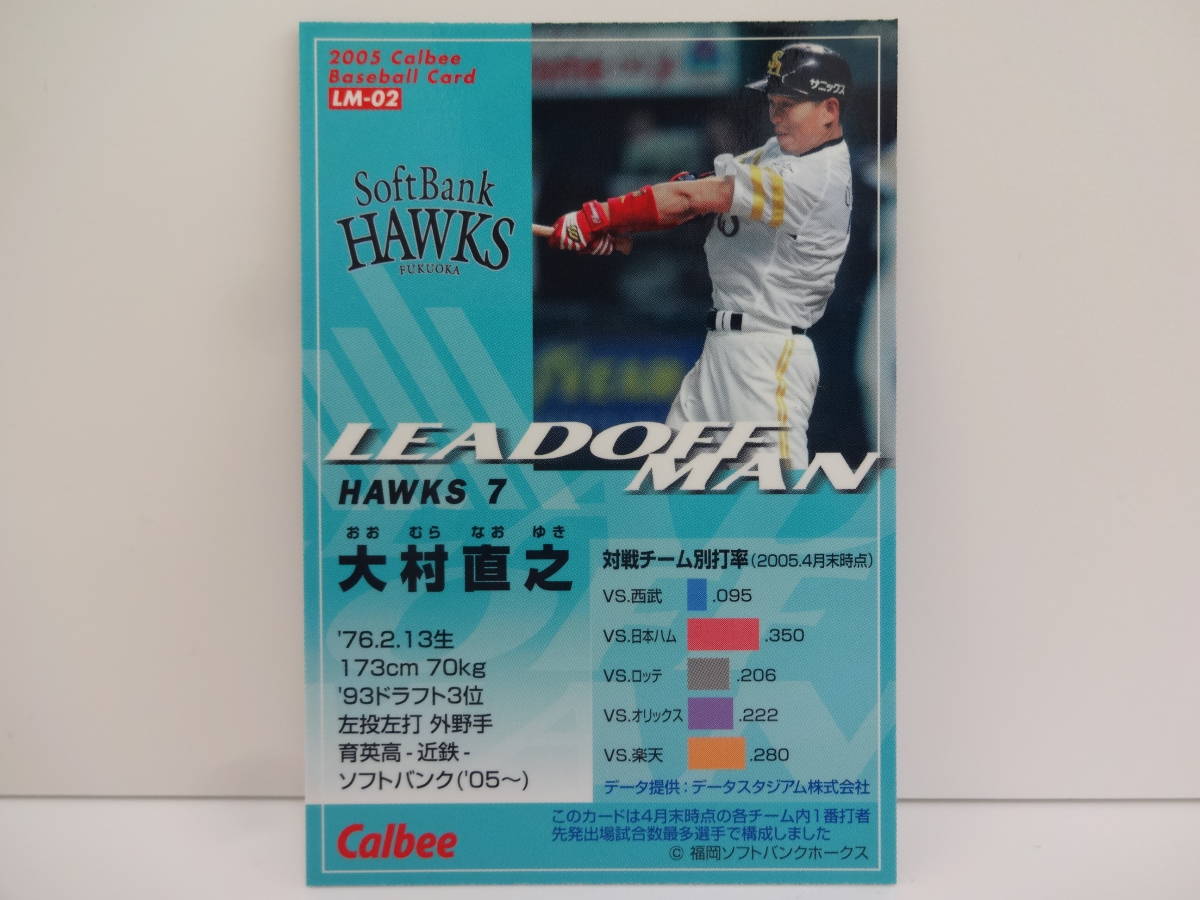 2005 Calbee
Baseball Card
LM-02
サニックス
SoftBank
HAWKS
FUKUOKA
LEADOFF
MAN
HAWKS 7
おお むら なお ゆき
大村直之
'76.2.13生
173cm 70kg
'93ドラフト3位
左投左打 外野手
育英高-近鉄-
ソフトバンク('05〜)
対戦チーム別打率(2005.4月末時点)
VS.西武 .095
VS.日本ハム .350
VS.ロッテ .206
VS.オリックス .222
VS.楽天 .280
データ提供：データスタジアム株式会社
Calbee
このカードは4月末時点の各チーム内1番打者
先発出場試合数最多選手で構成しました
© 福岡ソフトバンクホークス